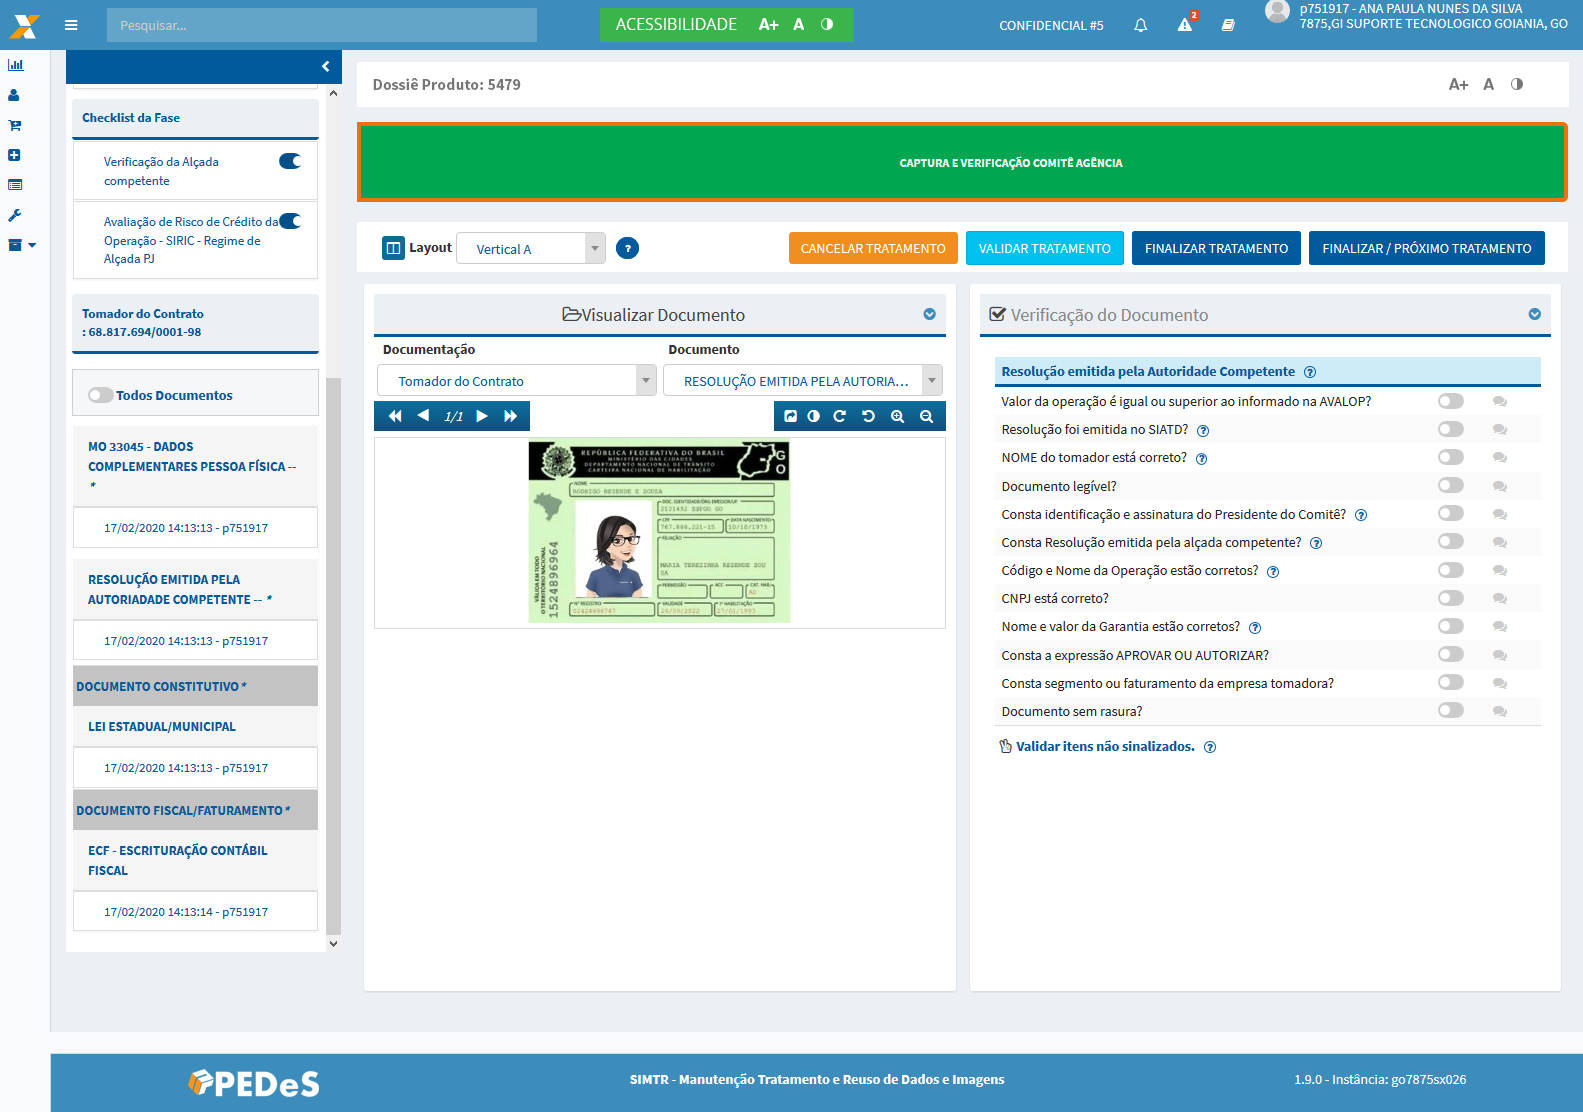 Pesquisar...
ACESSIBILIDADE A+ A
CONFIDENCIAL #5
2
p751917 - ANA PAULA NUNES DA SILVA
7875,GI SUPORTE TECNOLOGICO GOIANIA, GO
Checklist da Fase
Verificação da Alçada
competente
Avaliação de Risco de Crédito da
Operação - SIRIC - Regime de
Alçada PJ
Tomador do Contrato
: 68.817.694/0001-98
Todos Documentos
MO 33045 - DADOS
COMPLEMENTARES PESSOA FÍSICA --
*
17/02/2020 14:13:13 - p751917
RESOLUÇÃO EMITIDA PELA
AUTORIADADE COMPETENTE -- *
17/02/2020 14:13:13 - p751917
DOCUMENTO CONSTITUTIVO *
LEI ESTADUAL/MUNICIPAL
17/02/2020 14:13:13 - p751917
DOCUMENTO FISCAL/FATURAMENTO *
ECF - ESCRITURAÇÃO CONTÁBIL
FISCAL
17/02/2020 14:13:14 - p751917
Dossiê Produto: 5479
A+ A
CAPTURA E VERIFICAÇÃO COMITÊ AGÊNCIA
Layout Vertical A ?
CANCELAR TRATAMENTO
VALIDAR TRATAMENTO
FINALIZAR TRATAMENTO
FINALIZAR / PRÓXIMO TRATAMENTO
Visualizar Documento
Documentação
Documento
Tomador do Contrato
RESOLUÇÃO EMITIDA PELA AUTORIA...
1/1
REPÚBLICA FEDERATIVA DO BRASIL
MINISTÉRIO DAS CIDADES
DEPARTAMENTO NACIONAL DE TRÂNSITO
CARTEIRA NACIONAL DE HABILITAÇÃO
GO
NOME
RODRIGO REZENDE E SOUSA
DOC. IDENTIDADE/ÓRG EMISSOR/UF
2131492 SSPGO GO
CPF
DATA NASCIMENTO
767.886.221-15
10/10/1973
FILIAÇÃO
MARIA TEREZINHA REZENDE SOU
SA
PERMISSÃO
ACC
CAT. HAB.
AD
Nº REGISTRO
VALIDADE
1ª HABILITAÇÃO
02424898747
26/09/2022
27/01/1993
VÁLIDA EM TODO
O TERRITÓRIO NACIONAL
1524896964
Verificação do Documento
Resolução emitida pela Autoridade Competente ?
Valor da operação é igual ou superior ao informado na AVALOP?
Resolução foi emitida no SIATD? ?
NOME do tomador está correto? ?
Documento legível?
Consta identificação e assinatura do Presidente do Comitê? ?
Consta Resolução emitida pela alçada competente? ?
Código e Nome da Operação estão corretos? ?
CNPJ está correto?
Nome e valor da Garantia estão corretos? ?
Consta a expressão APROVAR OU AUTORIZAR?
Consta segmento ou faturamento da empresa tomadora?
Documento sem rasura?
Validar itens não sinalizados. ?
PEDeS
SIMTR - Manutenção Tratamento e Reuso de Dados e Imagens
1.9.0 - Instância: go7875sx026